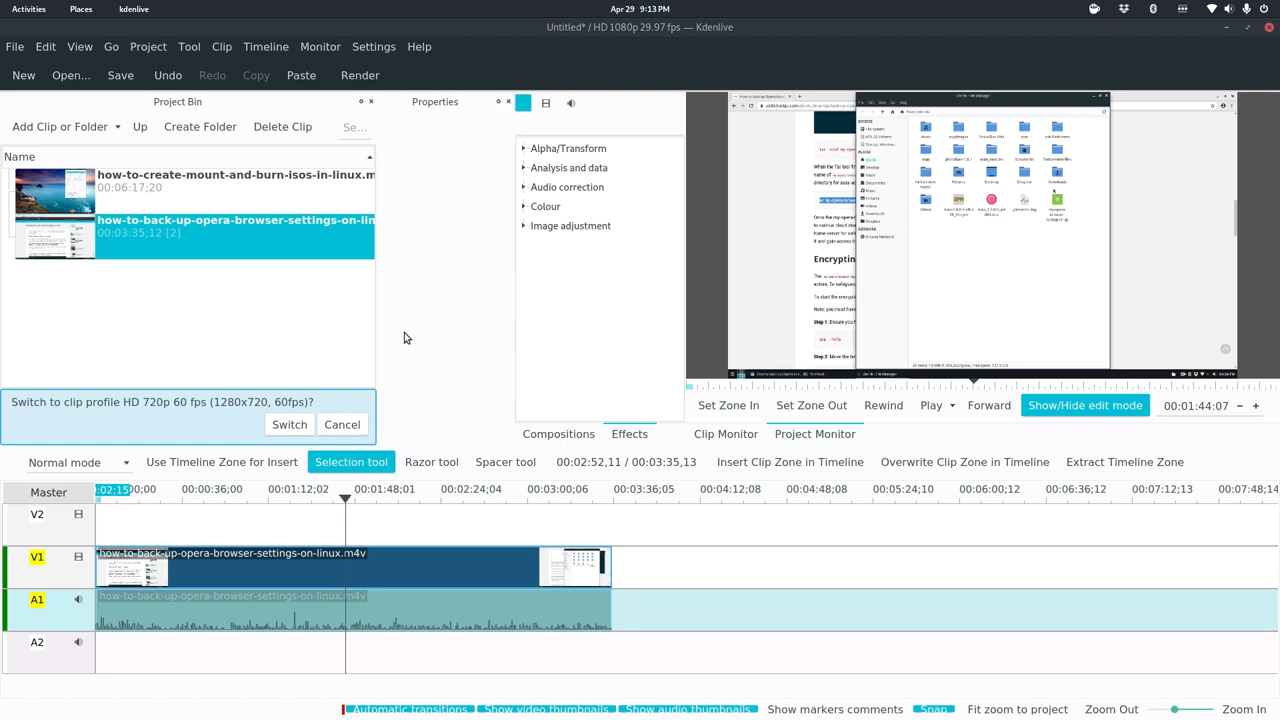 Activities Places kdenlive Apr 29 9:13 PM
Untitled* / HD 1080p 29.97 fps — Kdenlive
File Edit View Go Project Tool Clip Timeline Monitor Settings Help
New Open... Save Undo Redo Copy Paste Render
Project Bin
Properties
Add Clip or Folder Up Create Folder Delete Clip Se...
Name
00:06:17;20
how-to-back-up-opera-browser-settings-on-lin
00:03:35;12
Alpha/Transform
Analysis and data
Audio correction
Colour
Image adjustment
Encryptin
Switch to clip profile HD 720p 60 fps (1280x720, 60fps)?
Switch Cancel
Set Zone In Set Zone Out Rewind Play Forward Show/Hide edit mode 00:01:44:07
Compositions Effects Clip Monitor Project Monitor
Normal mode Use Timeline Zone for Insert Selection tool Razor tool Spacer tool 00:02:52,11 / 00:03:35,13 Insert Clip Zone in Timeline Overwrite Clip Zone in Timeline Extract Timeline Zone
Master :02;15 00:00 00:00:36;00 00:01:12;02 00:01:48;01 00:02:24;04 00:03:00;06 00:03:36;05 00:04:12;08 00:04:48;08 00:05:24;10 00:06:00;12 00:06:36;12 00:07:12;13 00:07:48;14
V2
V1 how-to-back-up-opera-browser-settings-on-linux.m4v
A1 how-to-back-up-opera-browser-settings-on-linux.m4v
A2
Automatic transitions Show video thumbnails Show audio thumbnails Show markers comments Snap Fit zoom to project Zoom Out Zoom In